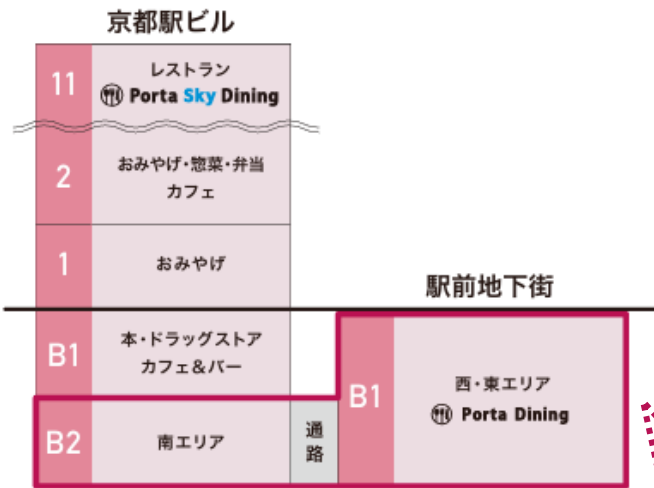 京都駅ビル
11
レストラン
Porta Sky Dining
2
おみやげ・惣菜・弁当
カフェ
1
おみやげ
駅前地下街
B1
本・ドラッグストア
カフェ&バー
B1
西・東エリア
Porta Dining
B2
南エリア
通路